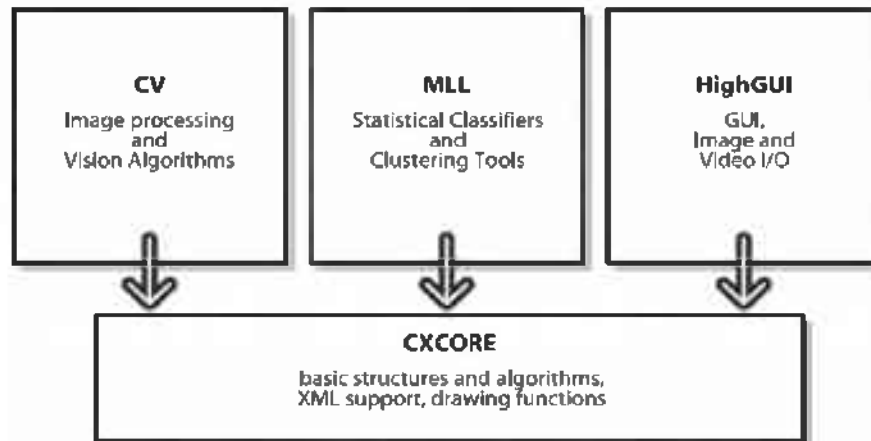 CV
Image processing
and
Vision Algorithms
MLL
Statistical Classifiers
and
Clustering Tools
HighGUI
GUI,
Image and
Video I/O
CXCORE
basic structures and algorithms,
XML support, drawing functions